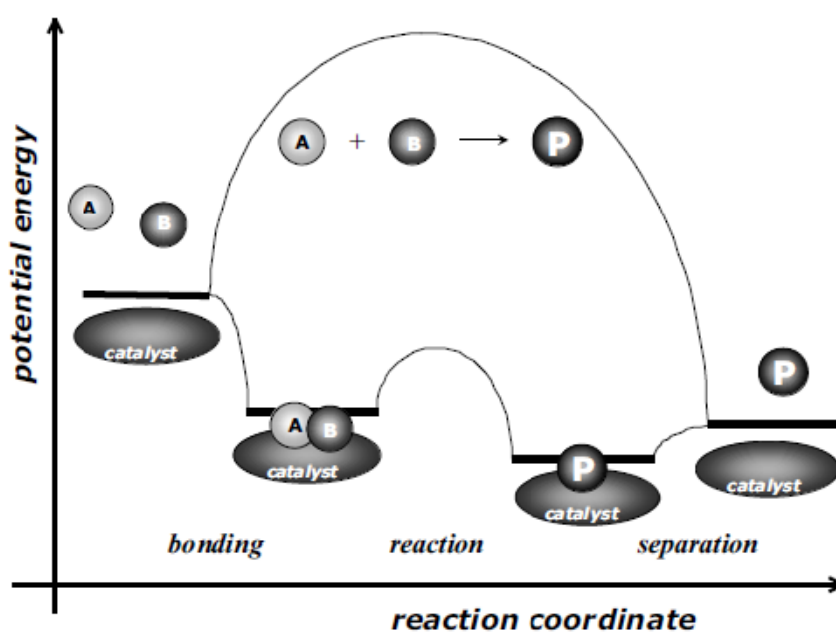 potential energy
A + B → P
A B
catalyst
P
A B
catalyst
P
catalyst
catalyst
bonding reaction separation
reaction coordinate